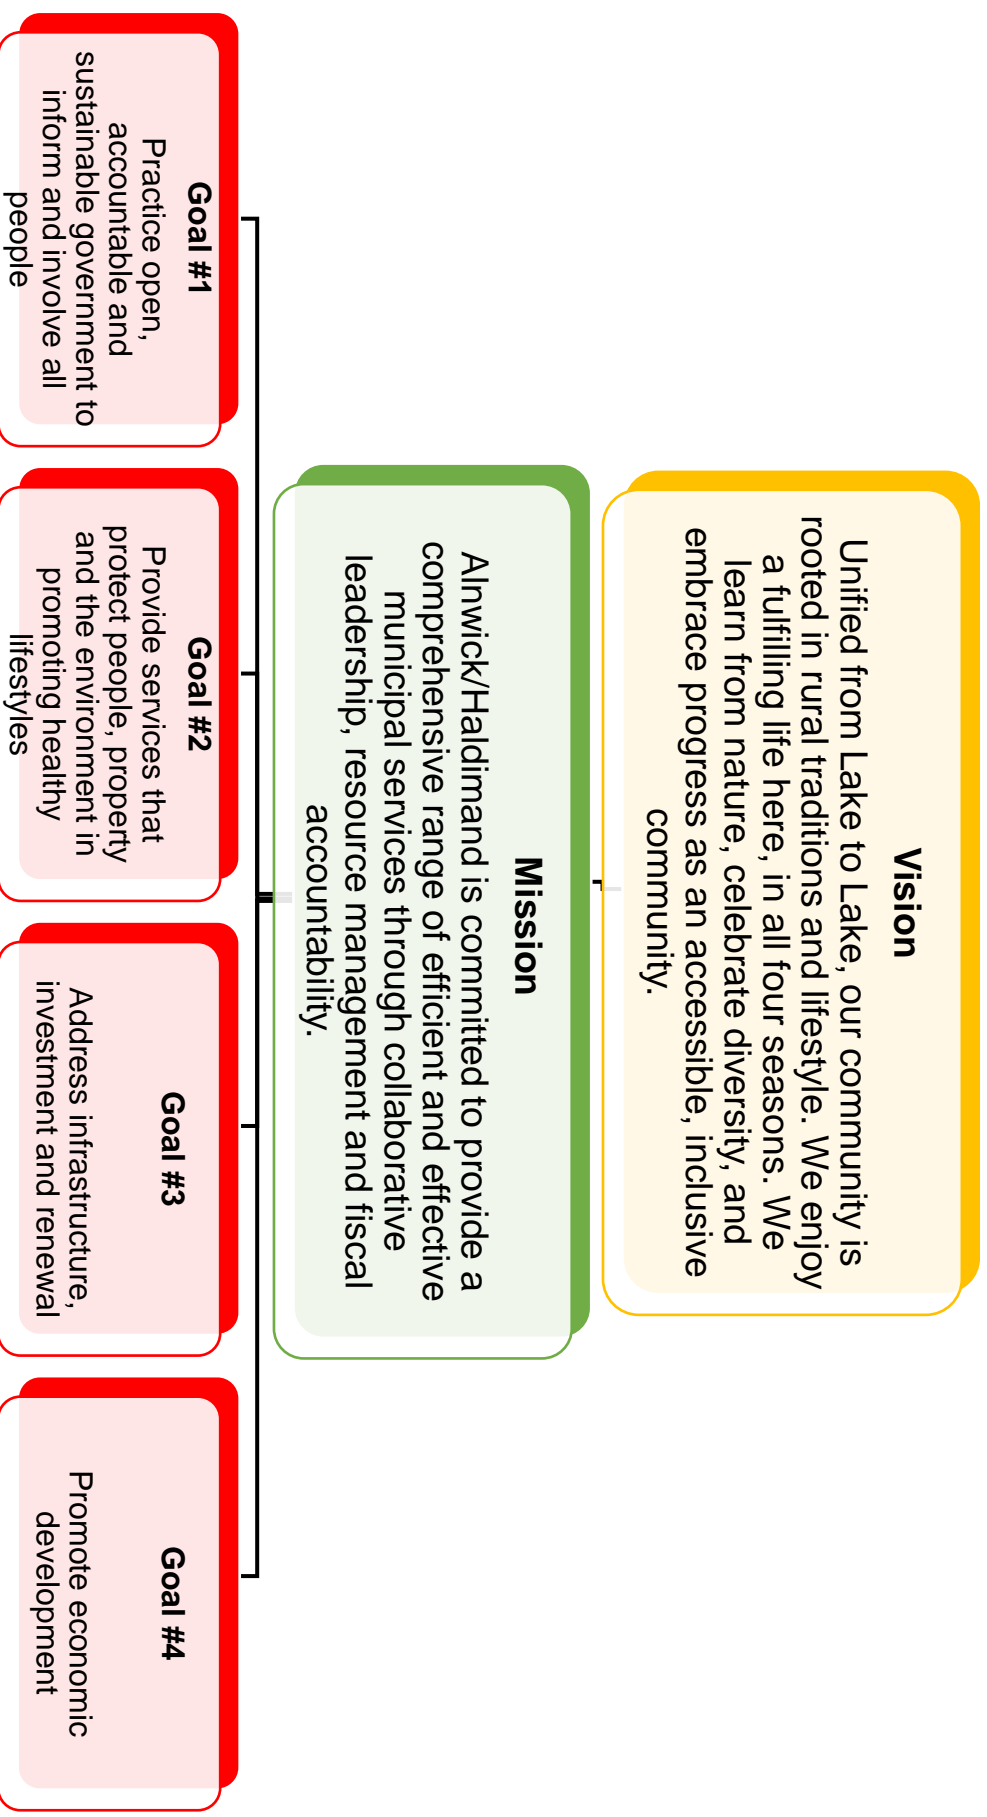 Vision
Unified from Lake to Lake, our community is
rooted in rural traditions and lifestyle. We enjoy
a fulfilling life here, in all four seasons. We
learn from nature, celebrate diversity, and
embrace progress as an accessible, inclusive
community.
Mission
Alnwick/Haldimand is committed to provide a
comprehensive range of efficient and effective
municipal services through collaborative
leadership, resource management and fiscal
accountability.
Goal #1
Practice open,
accountable and
sustainable government to
inform and involve all
people
Goal #2
Provide services that
protect people, property
and the environment in
promoting healthy
lifestyles
Goal #3
Address infrastructure,
investment and renewal
Goal #4
Promote economic
development